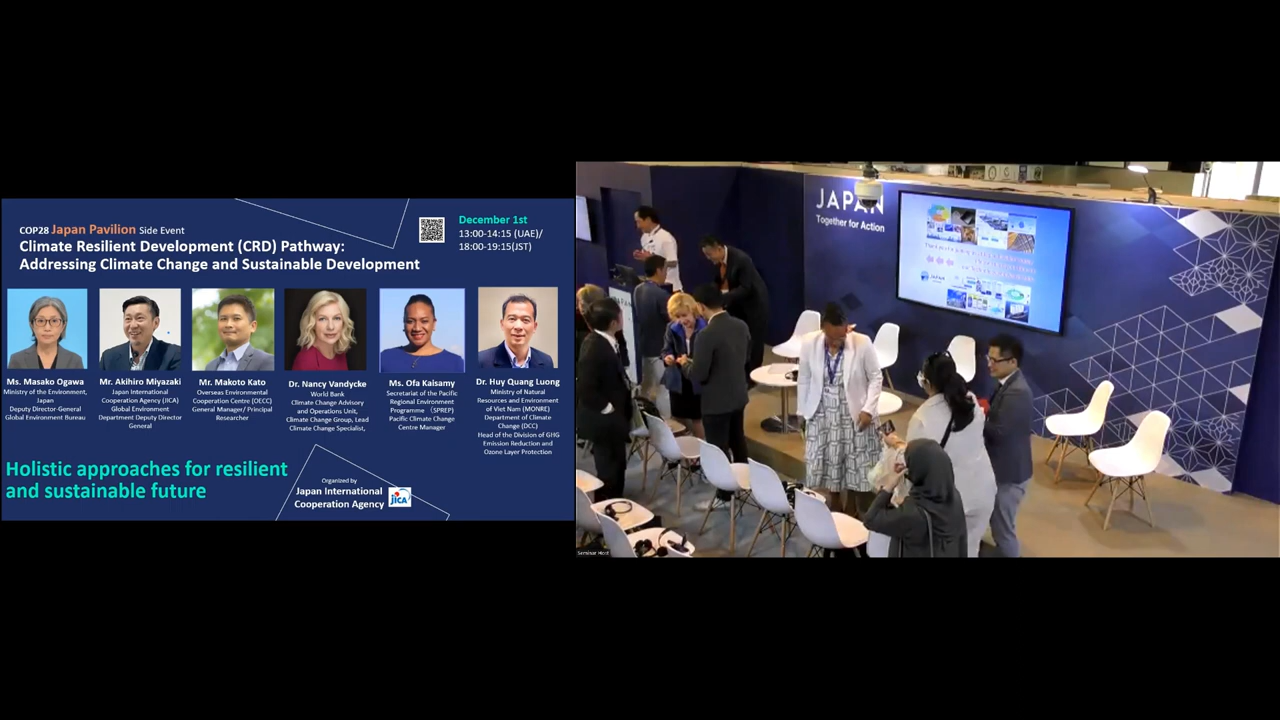 COP28 Japan Pavilion Side Event
Climate Resilient Development (CRD) Pathway:
Addressing Climate Change and Sustainable Development
December 1st
13:00-14:15 (UAE)/
18:00-19:15(JST)
Ms. Masako Ogawa
Ministry of the Environment,
Japan
Deputy Director-General
Global Environment Bureau
Mr. Akihiro Miyazaki
Japan International
Cooperation Agency (JICA)
Global Environment
Department Deputy Director
General
Mr. Makoto Kato
Overseas Environmental
Cooperation Centre (OECC)
General Manager/ Principal
Researcher
Dr. Nancy Vandycke
World Bank
Climate Change Advisory
and Operations Unit,
Climate Change Group, Lead
Climate Change Specialist,
Ms. Ofa Kaisamy
Secretariat of the Pacific
Regional Environment
Programme （SPREP)
Pacific Climate Change
Centre Manager
Dr. Huy Quang Luong
Ministry of Natural
Resources and Environment
of Viet Nam (MONRE)
Department of Climate
Change (DCC)
Head of the Division of GHG
Emission Reduction and
Ozone Layer Protection
Holistic approaches for resilient
and sustainable future
Organized by
Japan International
Cooperation Agency
JICA
JAPAN
Together for Action
JAPAN
Seminar Host